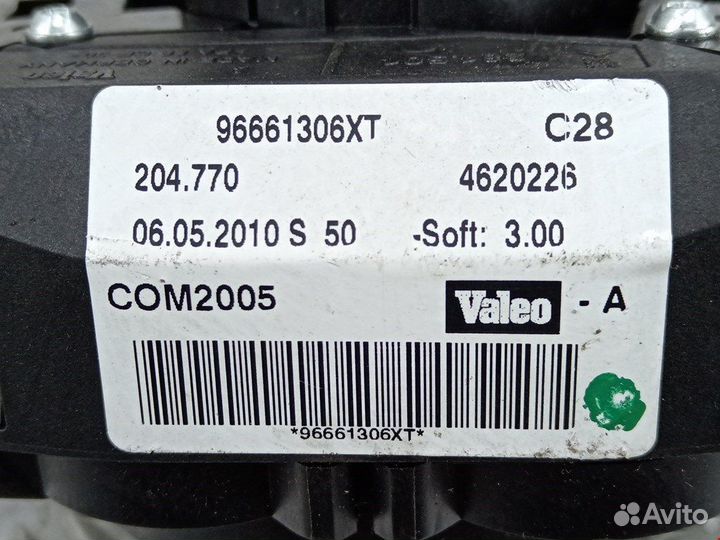 96661306XT C28
204.770 4620226
06.05.2010 S 50 -Soft: 3.00
COM2005 Valeo - A
*96661306XT*
Avito